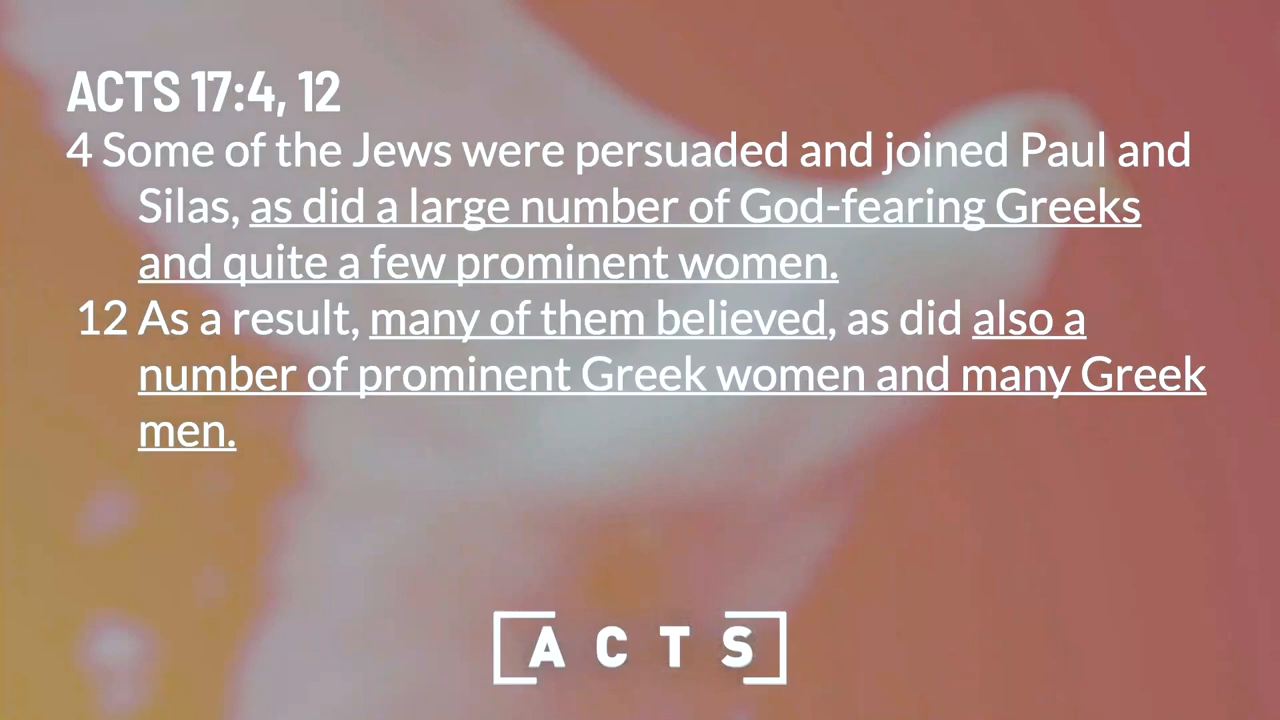 ACTS 17:4, 12
4 Some of the Jews were persuaded and joined Paul and
Silas, as did a large number of God-fearing Greeks
and quite a few prominent women.
12 As a result, many of them believed, as did also a
number of prominent Greek women and many Greek
men.
ACTS